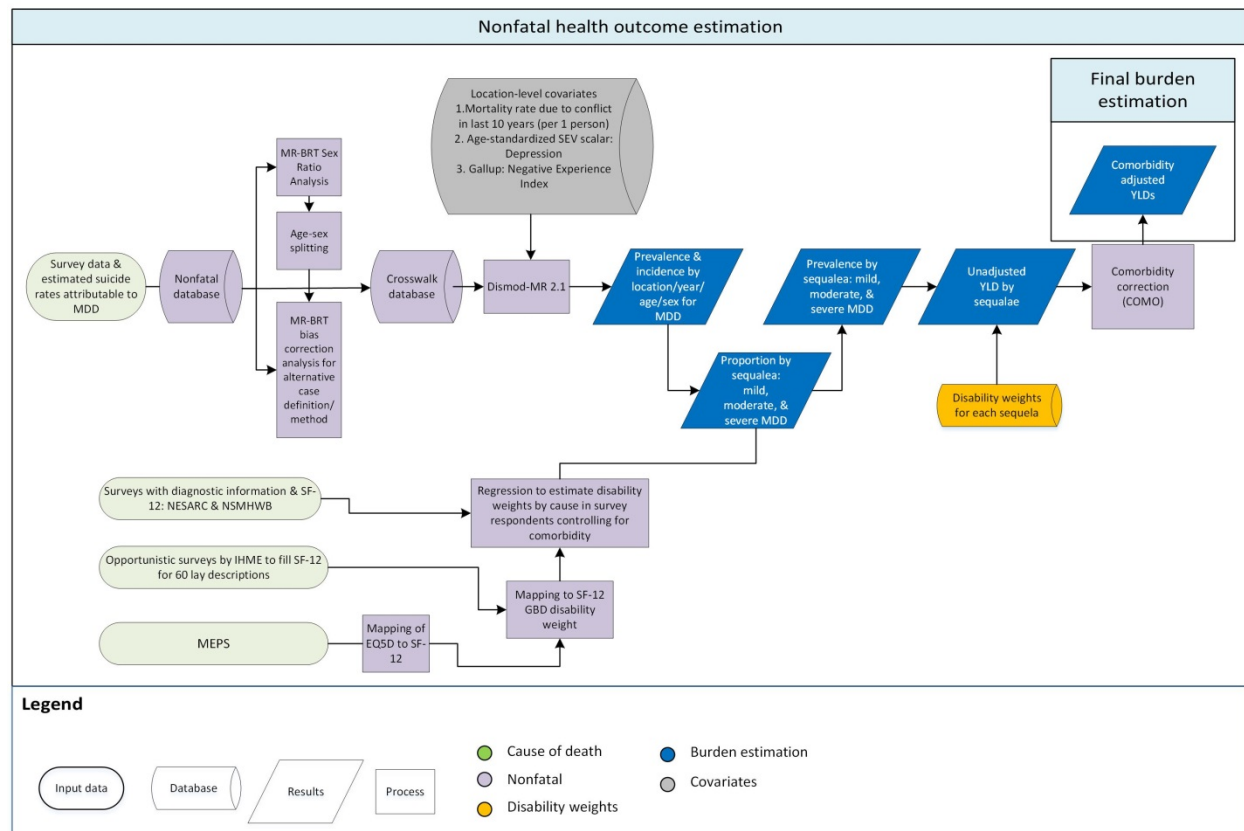 Nonfatal health outcome estimation
Final burden
estimation
Location-level covariates
1.Mortality rate due to conflict
in last 10 years (per 1 person)
2. Age-standardized SEV scalar:
Depression
3. Gallup: Negative Experience
Index
MR-BRT Sex
Ratio
Analysis
Comorbidity
adjusted
YLDs
Age-sex
splitting
Survey data &
estimated suicide
rates attributable to
MDD
Nonfatal
database
Crosswalk
database
Dismod-MR 2.1
Prevalence &
incidence by
location/year/
age/sex for
MDD
Prevalence by
sequalea: mild,
moderate, &
severe MDD
Unadjusted
YLD by
sequalae
Comorbidity
correction
(COMO)
MR-BRT
bias
correction
analysis for
alternative
case
definition/
method
Proportion by
sequalea:
mild,
moderate, &
severe MDD
Disability weights
for each sequela
Surveys with diagnostic information & SF-
12: NESARC & NSMHWB
Regression to estimate disability
weights by cause in survey
respondents controlling for
comorbidity
Opportunistic surveys by IHME to fill SF-12
for 60 lay descriptions
Mapping to SF-12
GBD disability
weight
MEPS
Mapping of
EQ5D to SF-
12
Legend
Input data
Database
Results
Process
Cause of death
Nonfatal
Disability weights
Burden estimation
Covariates